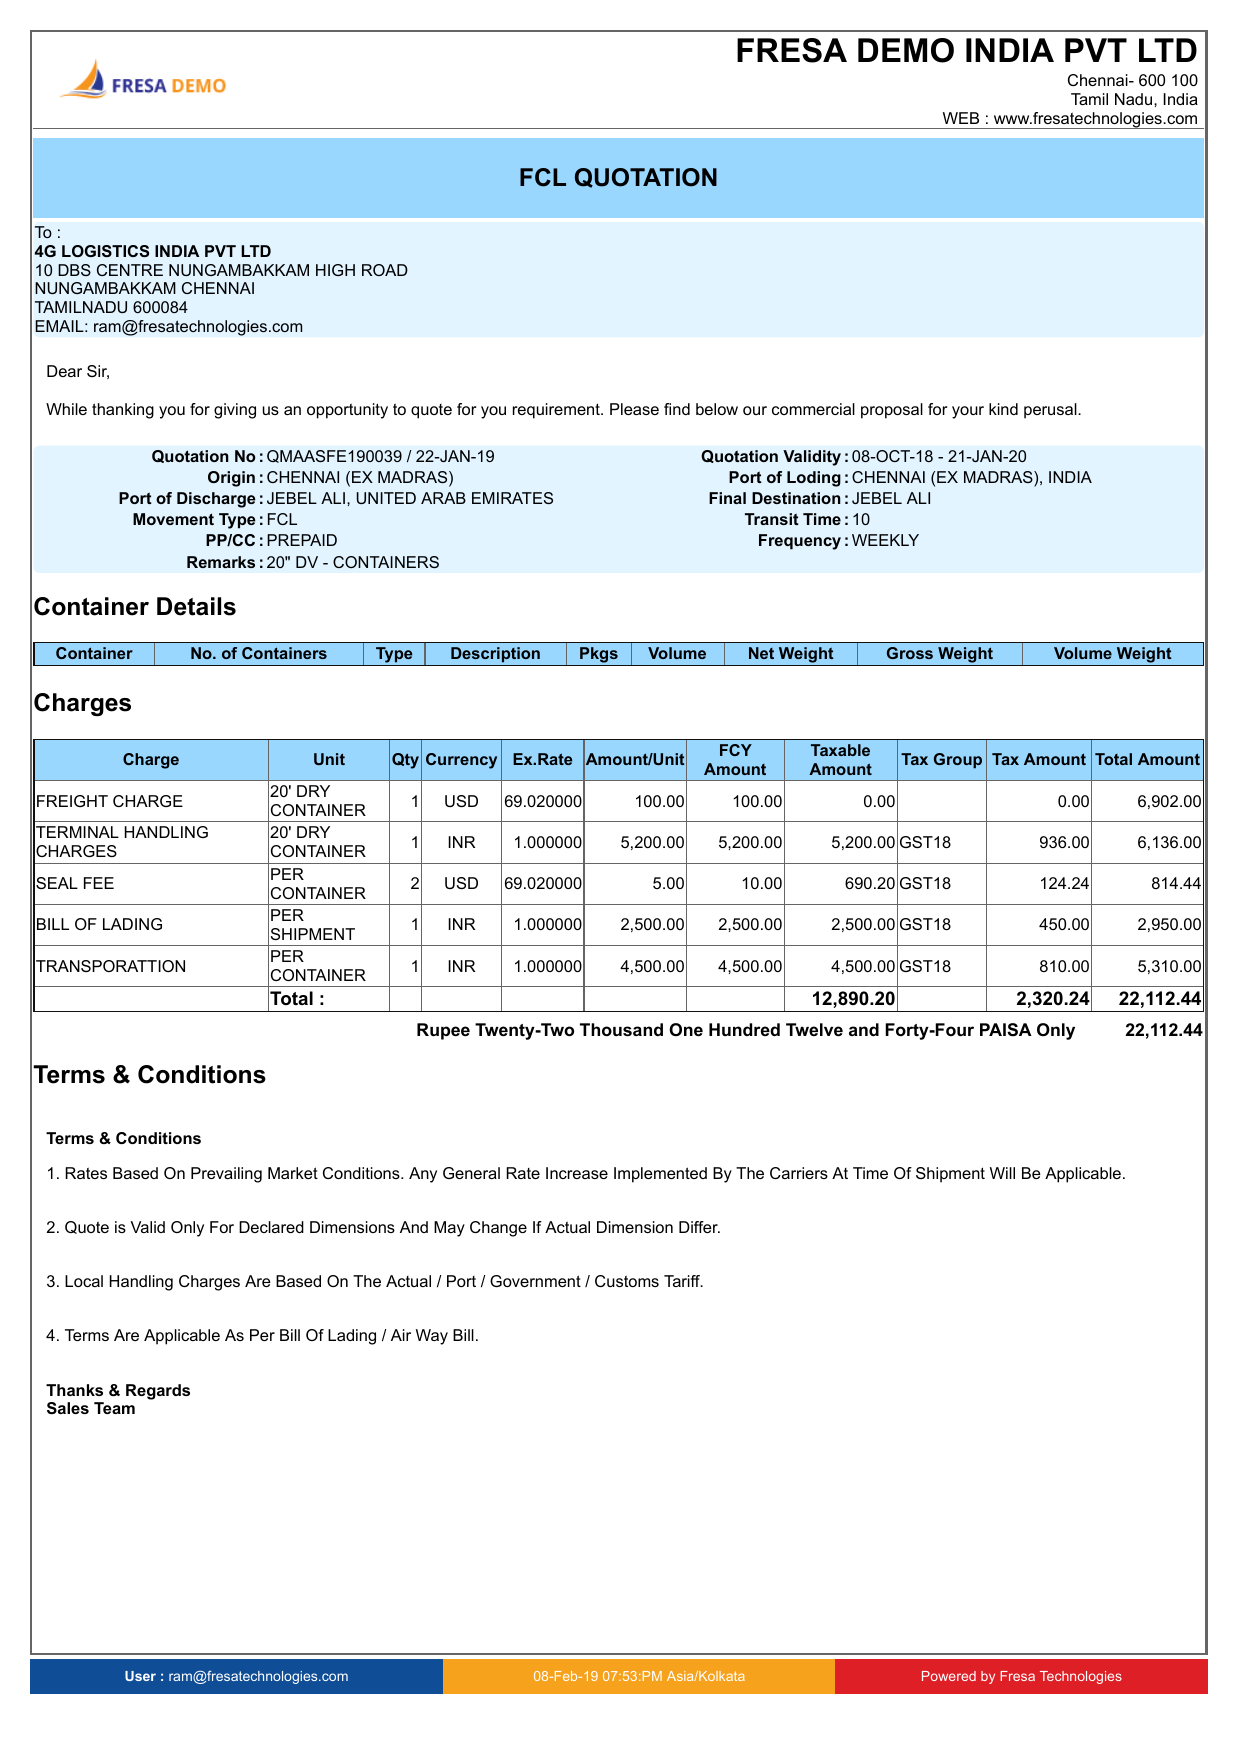 FRESA DEMO
FRESA DEMO INDIA PVT LTD
Chennai- 600 100
Tamil Nadu, India
WEB : www.fresatechnologies.com
FCL QUOTATION
To :
4G LOGISTICS INDIA PVT LTD
10 DBS CENTRE NUNGAMBAKKAM HIGH ROAD
NUNGAMBAKKAM CHENNAI
TAMILNADU 600084
EMAIL: ram@fresatechnologies.com
Dear Sir,
While thanking you for giving us an opportunity to quote for you requirement. Please find below our commercial proposal for your kind perusal.
Quotation No : QMAASFE190039 / 22-JAN-19 Quotation Validity : 08-OCT-18 - 21-JAN-20
Origin : CHENNAI (EX MADRAS) Port of Loding : CHENNAI (EX MADRAS), INDIA
Port of Discharge : JEBEL ALI, UNITED ARAB EMIRATES Final Destination : JEBEL ALI
Movement Type : FCL Transit Time : 10
PP/CC : PREPAID Frequency : WEEKLY
Remarks : 20" DV - CONTAINERS
Container Details
Container No. of Containers Type Description Pkgs Volume Net Weight Gross Weight Volume Weight
Charges
Charge Unit Qty Currency Ex.Rate Amount/Unit FCY Amount Taxable Amount Tax Group Tax Amount Total Amount
FREIGHT CHARGE 20' DRY CONTAINER 1 USD 69.020000 100.00 100.00 0.00 0.00 6,902.00
TERMINAL HANDLING CHARGES 20' DRY CONTAINER 1 INR 1.000000 5,200.00 5,200.00 5,200.00 GST18 936.00 6,136.00
SEAL FEE PER CONTAINER 2 USD 69.020000 5.00 10.00 690.20 GST18 124.24 814.44
BILL OF LADING PER SHIPMENT 1 INR 1.000000 2,500.00 2,500.00 2,500.00 GST18 450.00 2,950.00
TRANSPORATTION PER CONTAINER 1 INR 1.000000 4,500.00 4,500.00 4,500.00 GST18 810.00 5,310.00
Total : 12,890.20 2,320.24 22,112.44
Rupee Twenty-Two Thousand One Hundred Twelve and Forty-Four PAISA Only 22,112.44
Terms & Conditions
Terms & Conditions
1. Rates Based On Prevailing Market Conditions. Any General Rate Increase Implemented By The Carriers At Time Of Shipment Will Be Applicable.
2. Quote is Valid Only For Declared Dimensions And May Change If Actual Dimension Differ.
3. Local Handling Charges Are Based On The Actual / Port / Government / Customs Tariff.
4. Terms Are Applicable As Per Bill Of Lading / Air Way Bill.
Thanks & Regards
Sales Team
User : ram@fresatechnologies.com 08-Feb-19 07:53:PM Asia/Kolkata Powered by Fresa Technologies